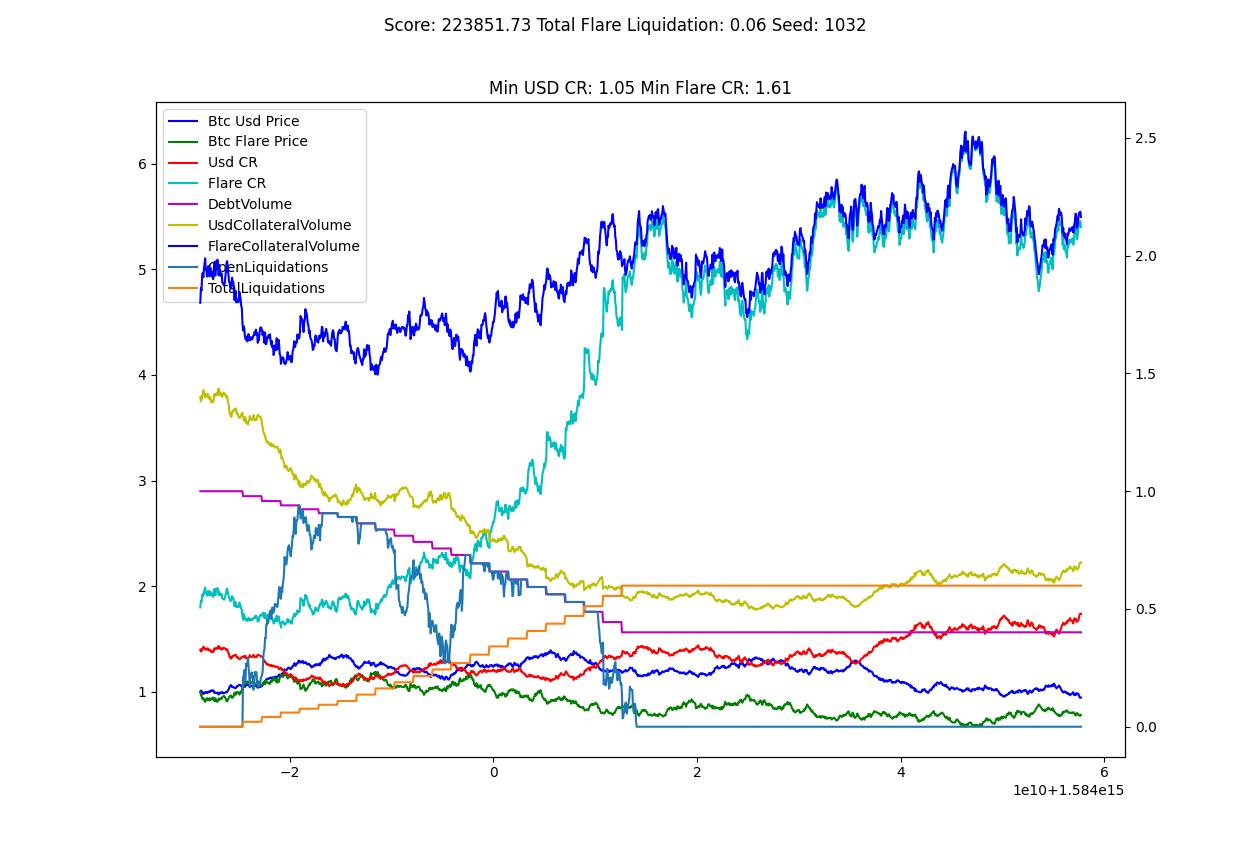 Score: 223851.73 Total Flare Liquidation: 0.06 Seed: 1032
Min USD CR: 1.05 Min Flare CR: 1.61
Btc Usd Price
Btc Flare Price
Usd CR
Flare CR
DebtVolume
UsdCollateralVolume
FlareCollateralVolume
OpenLiquidations
TotalLiquidations
6
5
4
3
2
1
2.5
2.0
1.5
1.0
0.5
0.0
−2 0 2 4 6
1e10+1.584e15